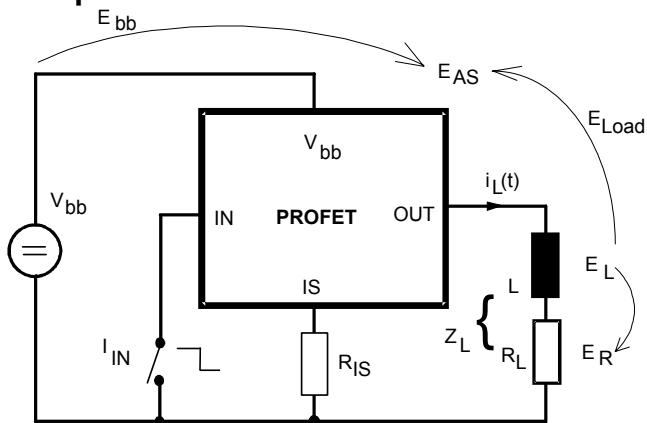 E bb
E AS
E Load
V bb
V bb
i L (t)
IN
PROFET
OUT
IS
L
E L
Z L
{
R L
E R
I IN
R IS